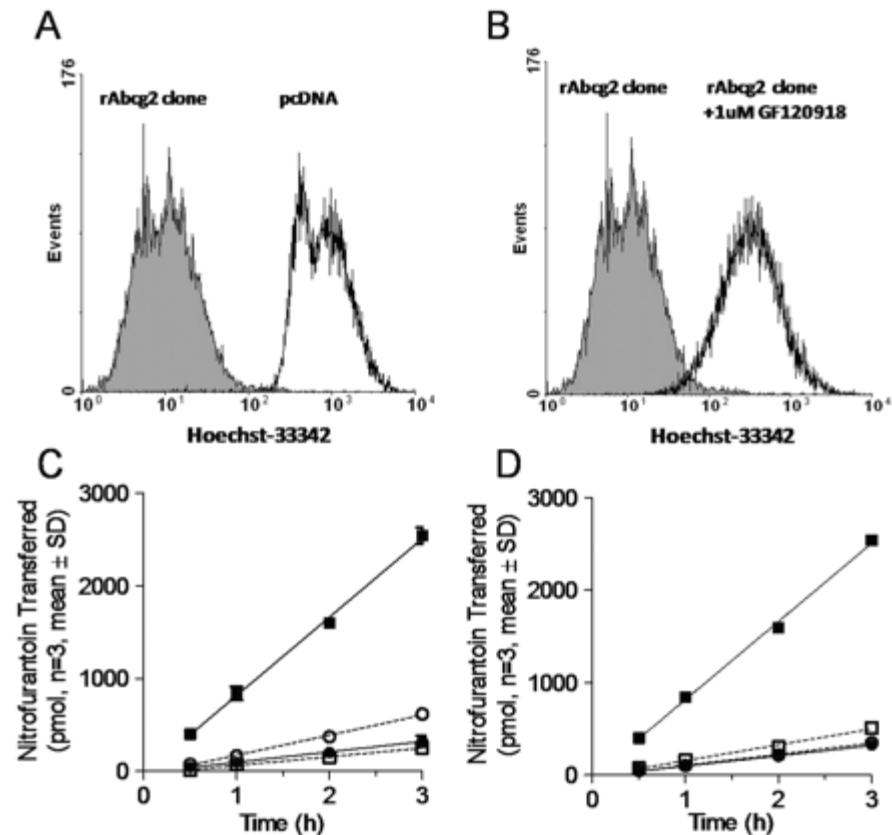 A
176
rAbcg2 clone
pcDNA
Events
0
10^0 10^1 10^2 10^3 10^4
Hoechst-33342
B
176
rAbcg2 clone
rAbcg2 clone
+1uM GF120918
Events
0
10^0 10^1 10^2 10^3 10^4
Hoechst-33342
C
Nitrofurantoin Transferred
(pmol, n=3, mean ± SD)
3000
2000
1000
0
0 1 2 3
Time (h)
D
Nitrofurantoin Transferred
(pmol, n=3, mean ± SD)
3000
2000
1000
0
0 1 2 3
Time (h)